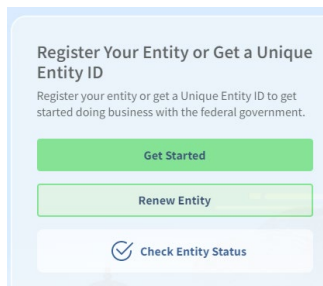 Register Your Entity or Get a Unique
Entity ID
Register your entity or get a Unique Entity ID to get
started doing business with the federal government.
Get Started
Renew Entity
Check Entity Status